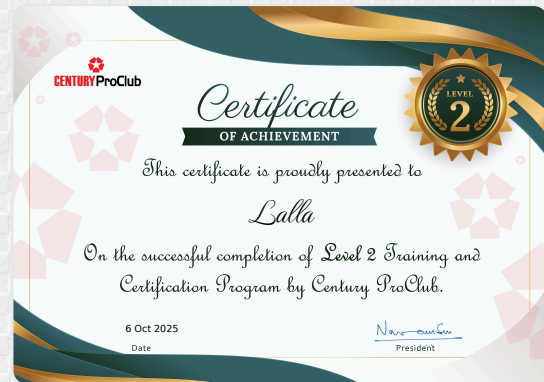 CENTURY ProClub
Certificate
OF ACHIEVEMENT
LEVEL
2
This certificate is proudly presented to
Lalla
On the successful completion of Level 2 Training and
Certification Program by Century ProClub.
6 Oct 2025
Date
President